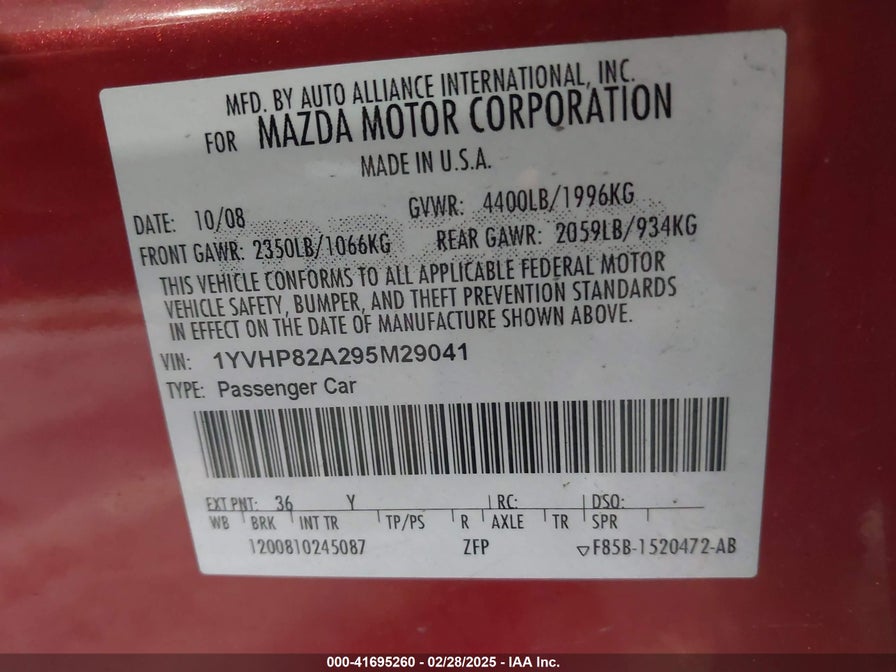 MFD. BY AUTO ALLIANCE INTERNATIONAL, INC.
FOR MAZDA MOTOR CORPORATION
MADE IN U.S.A.
DATE: 10/08 GVWR: 4400LB/1996KG
FRONT GAWR: 2350LB/1066KG REAR GAWR: 2059LB/934KG
THIS VEHICLE CONFORMS TO ALL APPLICABLE FEDERAL MOTOR
VEHICLE SAFETY, BUMPER, AND THEFT PREVENTION STANDARDS
IN EFFECT ON THE DATE OF MANUFACTURE SHOWN ABOVE.
VIN: 1YVHP82A295M29041
TYPE: Passenger Car
EXT PNT: 36 Y RC: DSO:
WB BRK INT TR TP/PS R AXLE TR SPR
1200810245087 ZFP F85B-1520472-AB
000-41695260 - 02/28/2025 - IAA Inc.